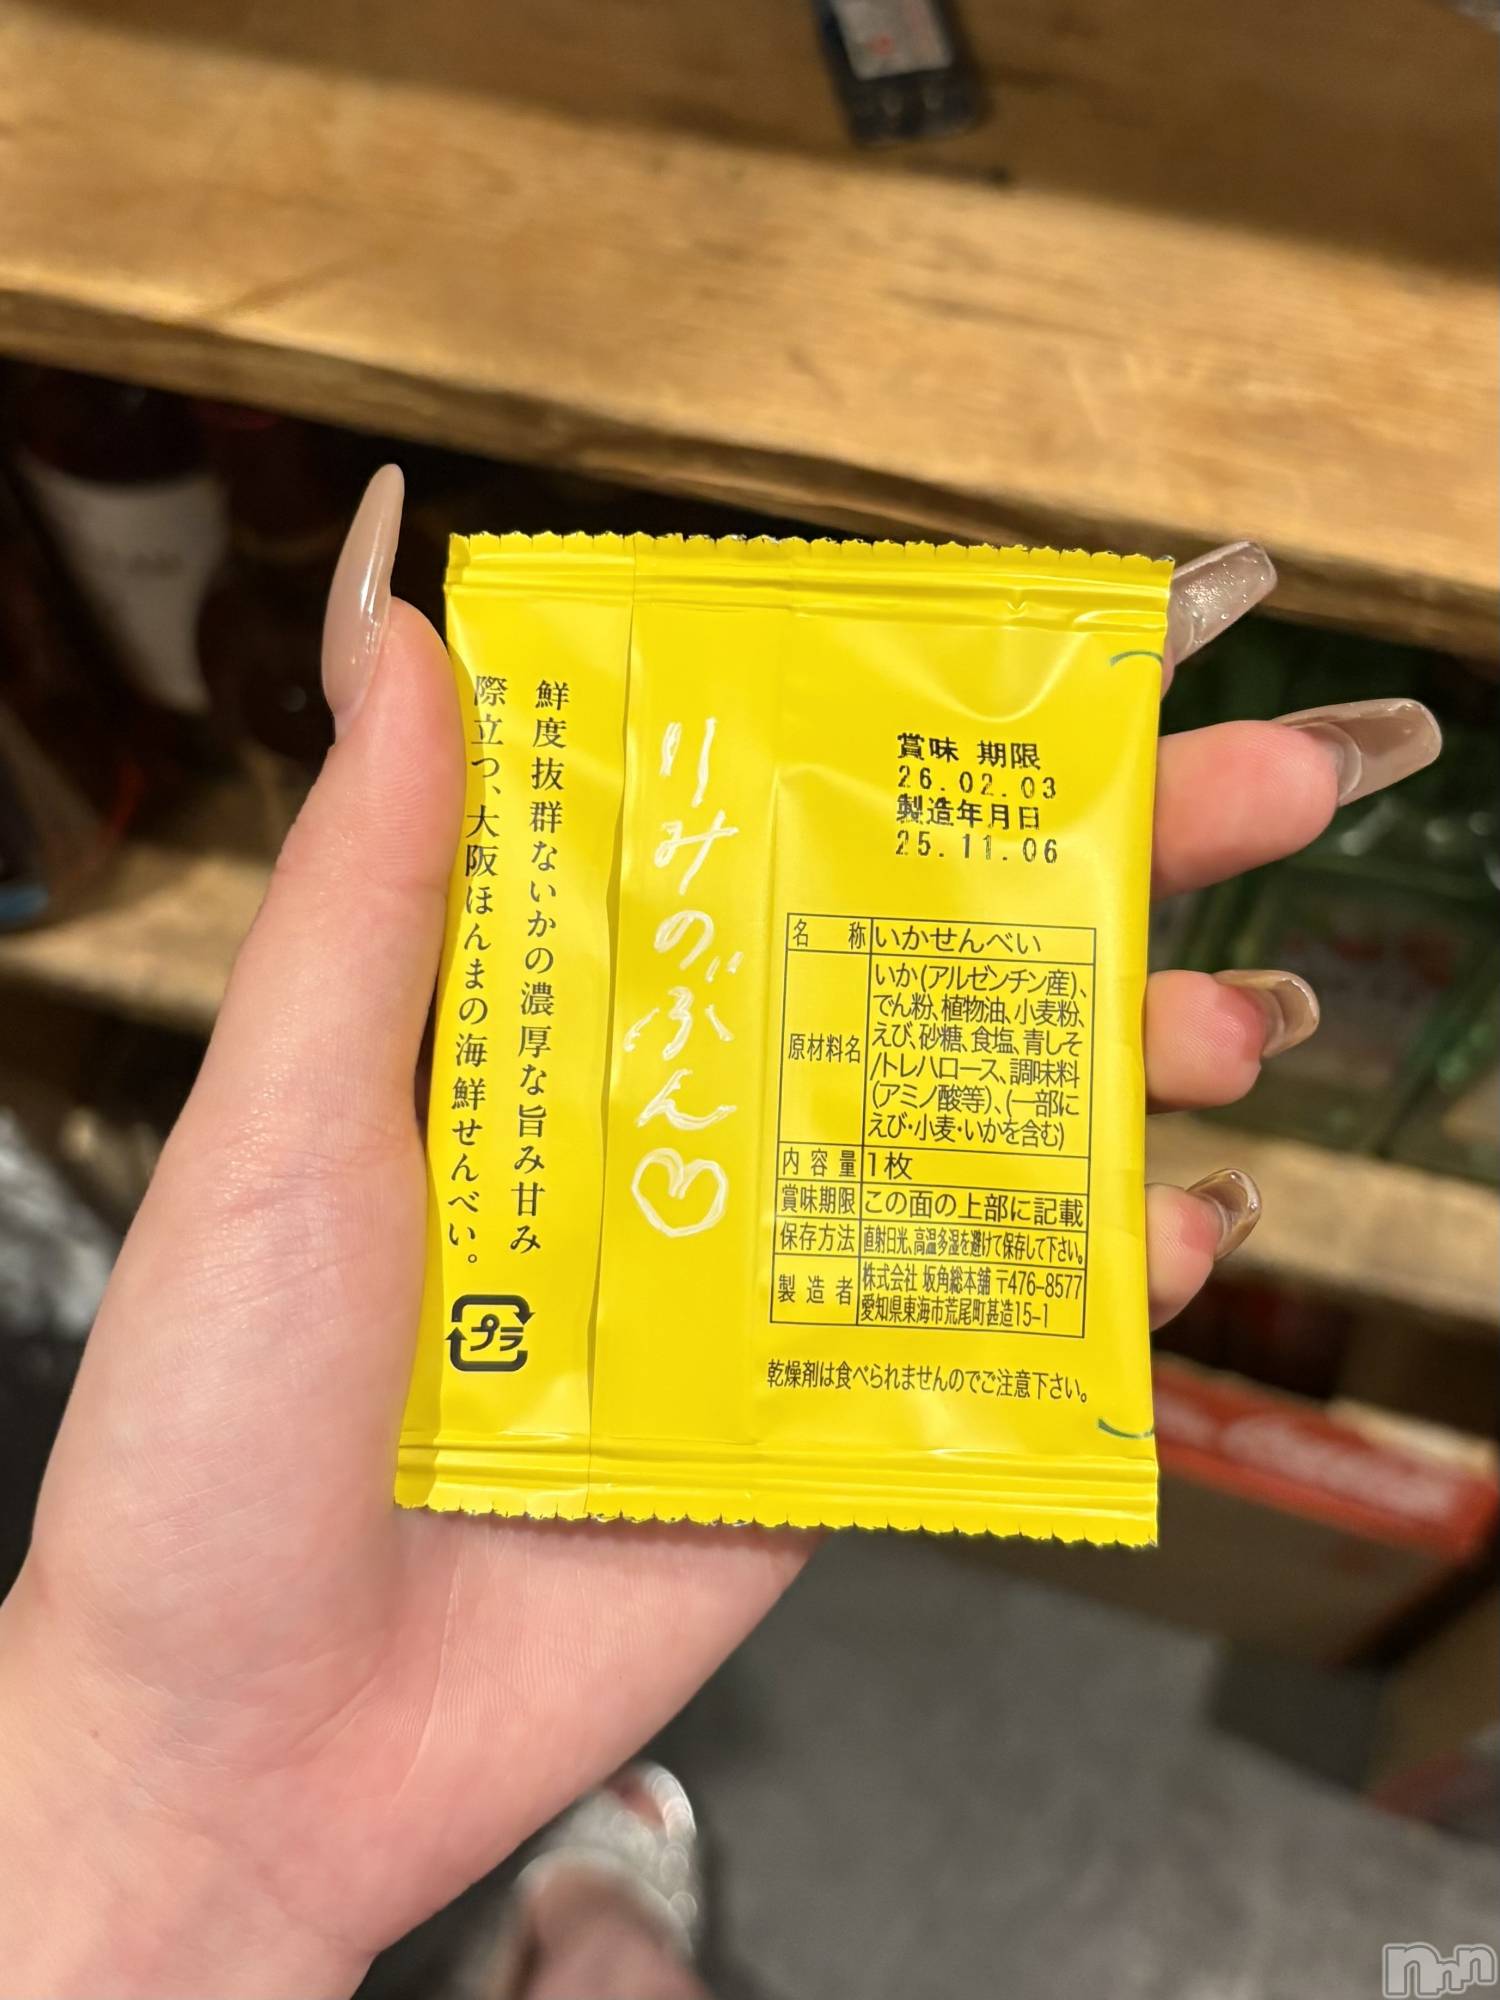 鮮度抜群ないかの濃厚な旨み甘み
際立つ、大阪ほんまの海鮮せんべい。
プラ
りみのぶん♡
賞味 期限
26.02.03
製造年月日
25.11.06
名称 いかせんべい
原材料名 いか(アルゼンチン産)、
でん粉、植物油、小麦粉、
えび、砂糖、食塩、青しそ
/トレハロース、調味料
(アミノ酸等)、(一部に
えび・小麦・いかを含む)
内容量 1枚
賞味期限 この面の上部に記載
保存方法 直射日光、高温多湿を避けて保存して下さい。
製造者 株式会社 坂角総本舖 〒476-8577
愛知県東海市荒尾町甚造15-1
乾燥剤は食べられませんのでご注意下さい。
nnn